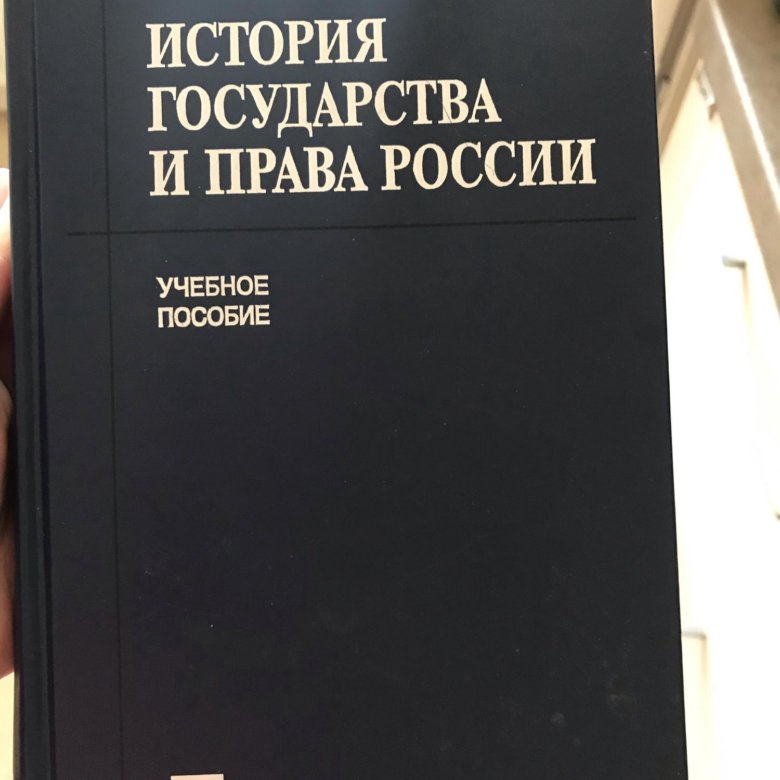 ИСТОРИЯ
ГОСУДАРСТВА
И ПРАВА РОССИИ
УЧЕБНОЕ
ПОСОБИЕ